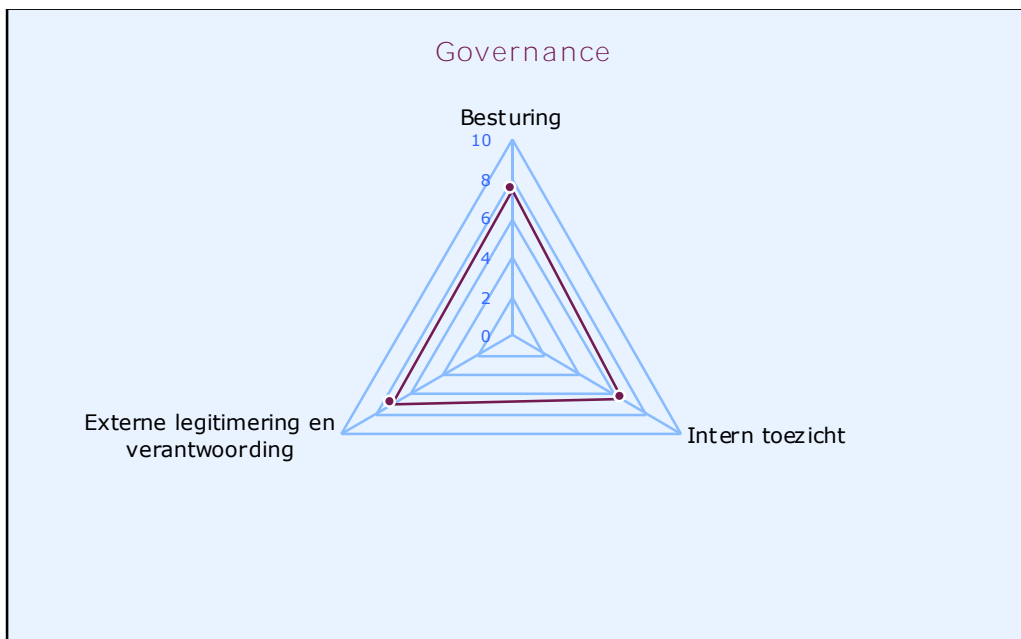 Governance
Besturing
10
8
6
4
2
0
Externe legitimering en
verantwoording
Intern toezicht